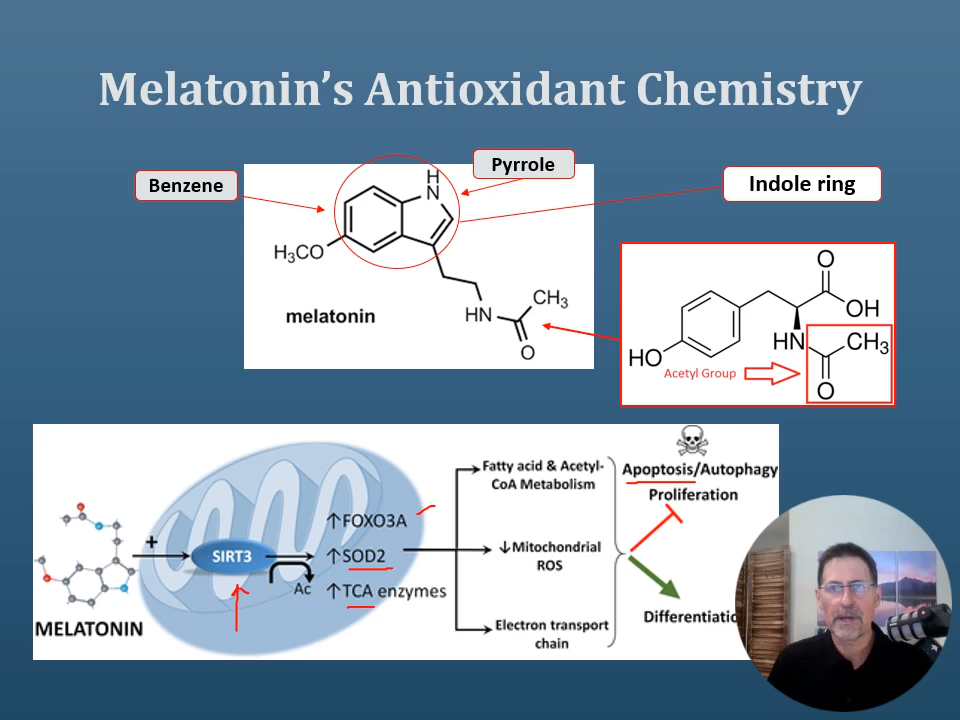 Melatonin's Antioxidant Chemistry
Benzene
Pyrrole
Indole ring
H
N
H₃CO
melatonin
HN
CH₃
O
O
OH
HN
CH₃
HO
Acetyl Group
O
Fatty acid & Acetyl-
CoA Metabolism
Apoptosis/Autophagy
Proliferation
+
SIRT3
Ac
↑FOXO3A
↑SOD2
↑TCA enzymes
↓Mitochondrial
ROS
Electron transport
chain
Differentiatio
MELATONIN